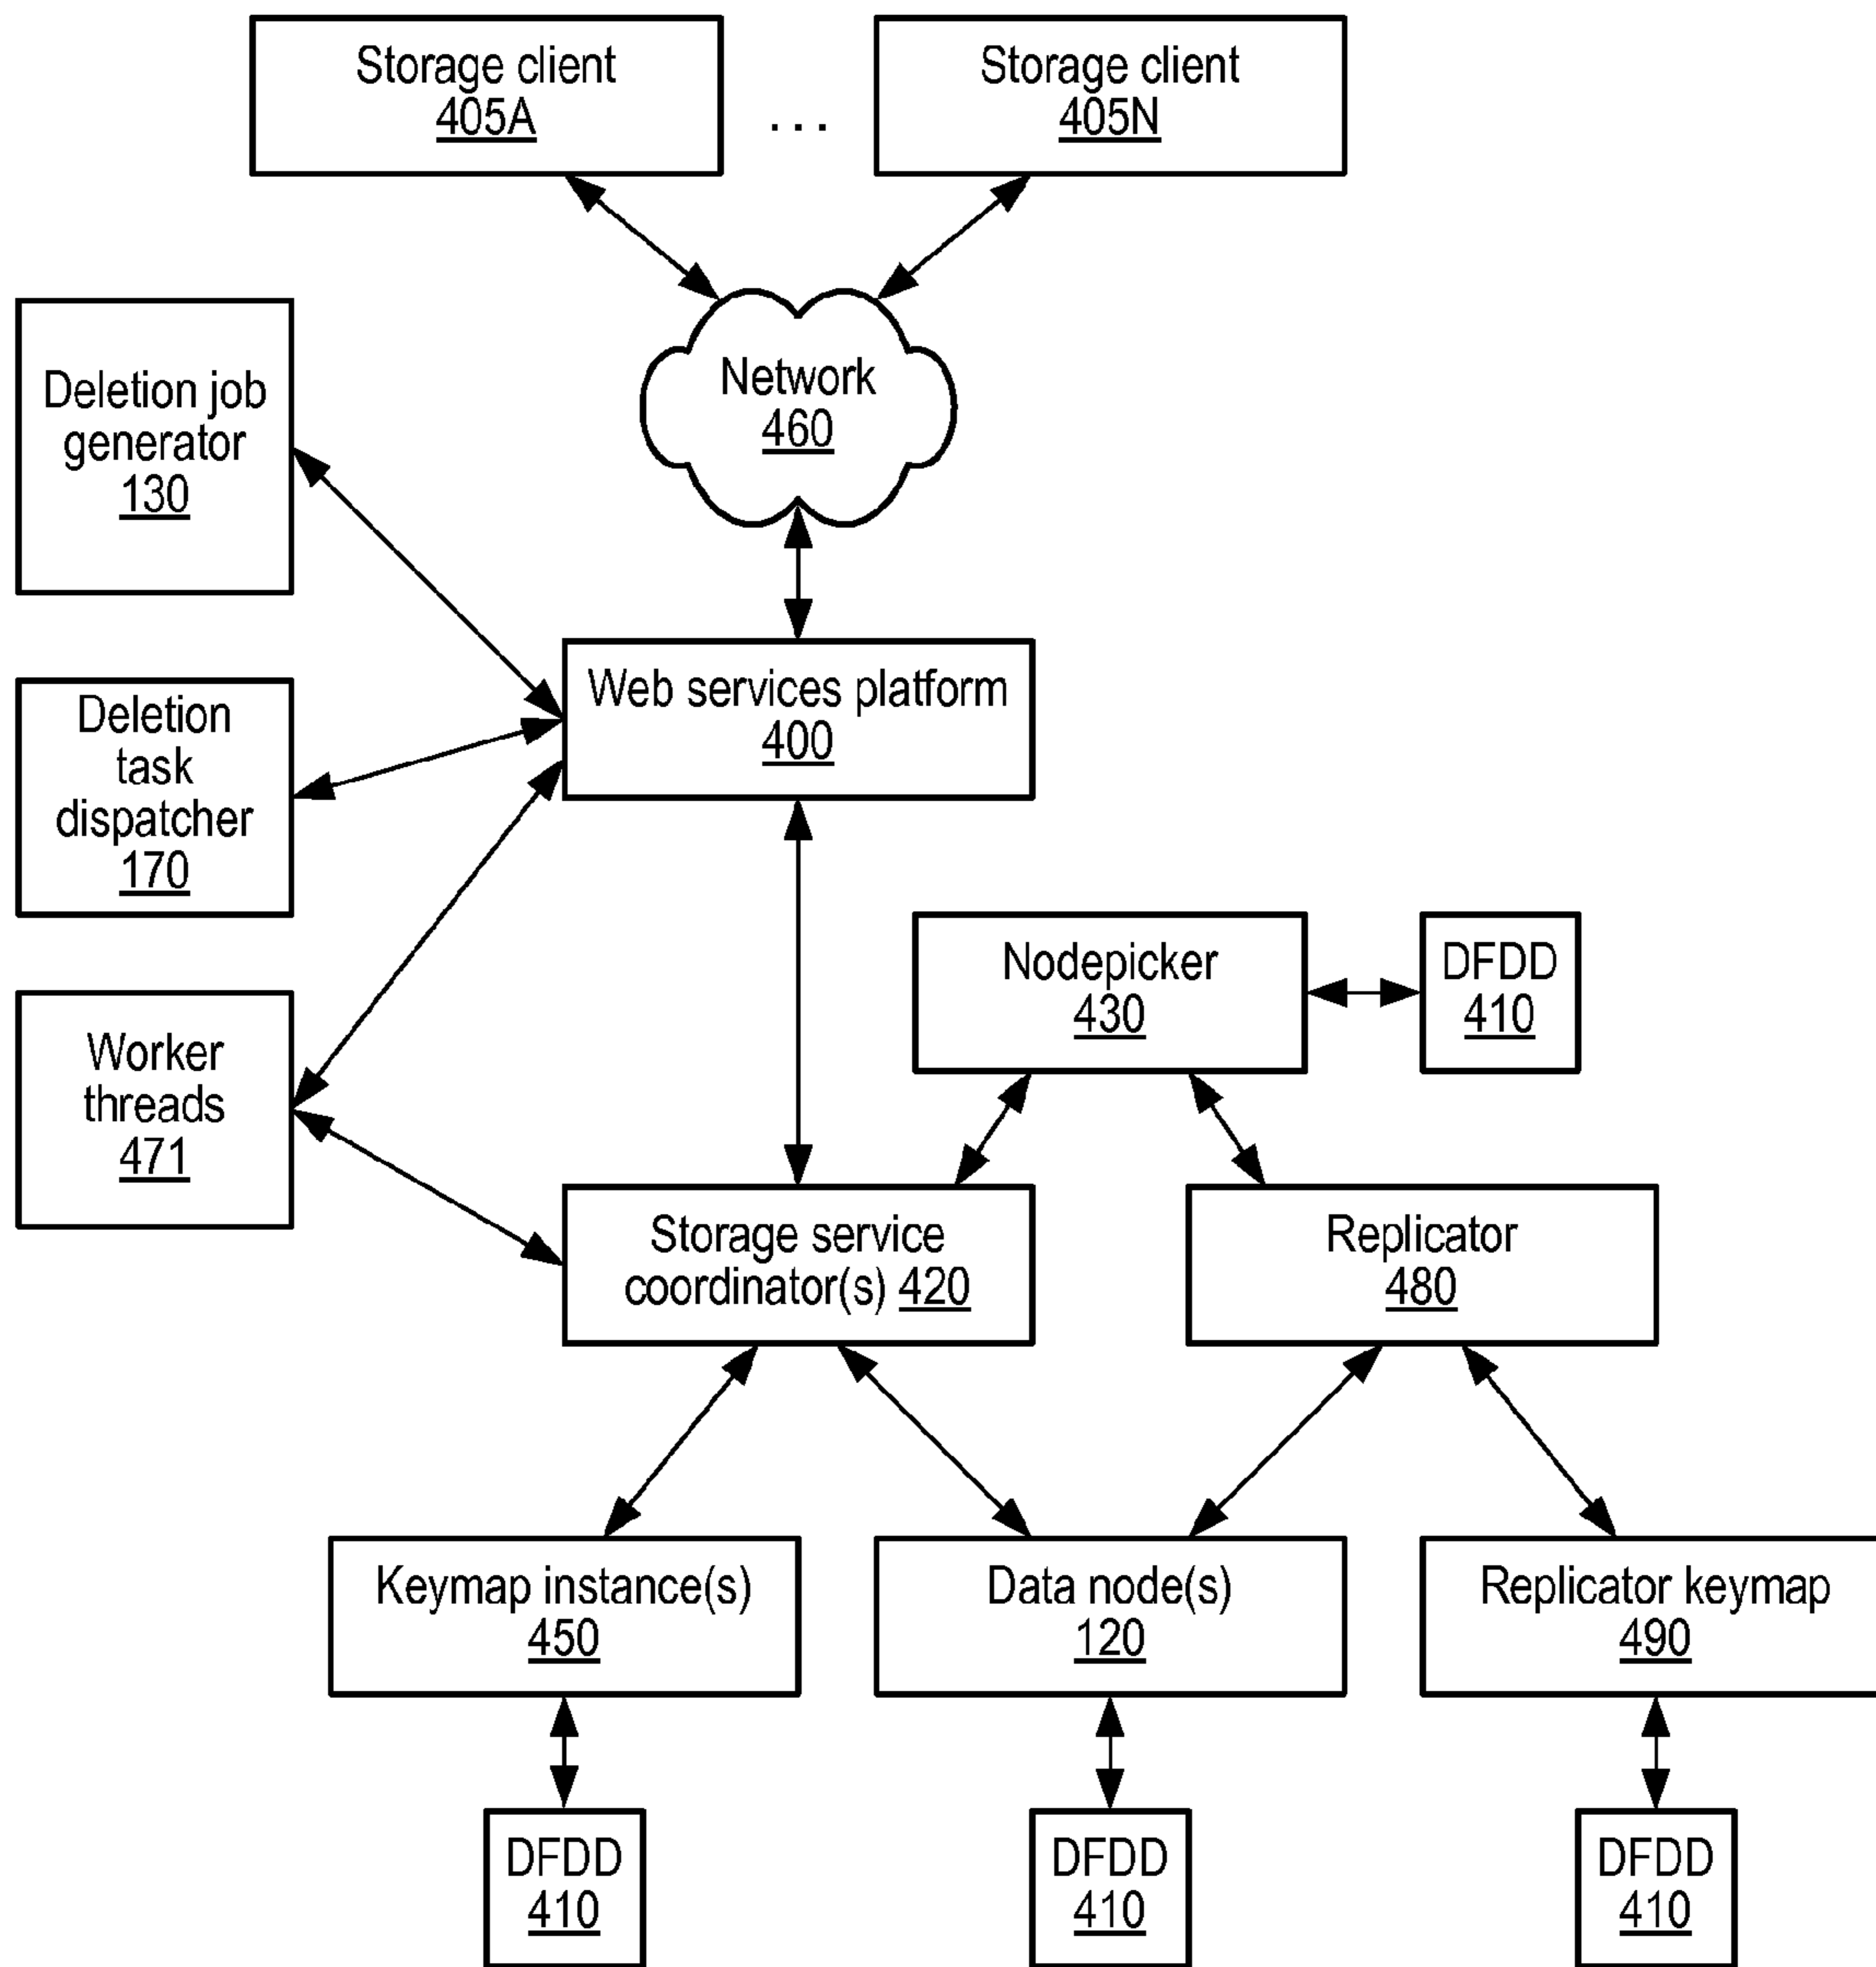 Storage client
405A
...
Storage client
405N
Network
460
Deletion job
generator
130
Web services platform
400
Deletion
task
dispatcher
170
Nodepicker
430
DFDD
410
Worker
threads
471
Storage service
coordinator(s) 420
Replicator
480
Keymap instance(s)
450
Data node(s)
120
Replicator keymap
490
DFDD
410
DFDD
410
DFDD
410